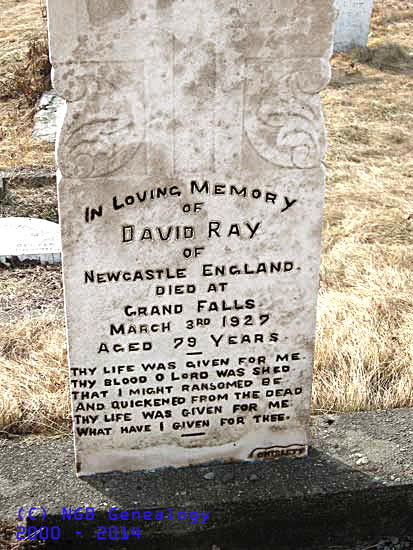 IN LOVING MEMORY
OF
DAVID RAY
OF
NEWCASTLE ENGLAND.
DIED AT
GRAND FALLS
MARCH 3RD 1927
AGED 79 YEARS
THY LIFE WAS GIVEN FOR ME.
THY BLOOD O LORD WAS SHED
THAT I MIGHT RANSOMED BE
AND QUICKENED FROM THE DEAD
THY LIFE WAS GIVEN FOR ME.
WHAT HAVE I GIVEN FOR THEE.
(C) NGB Genealogy
2000 - 2014